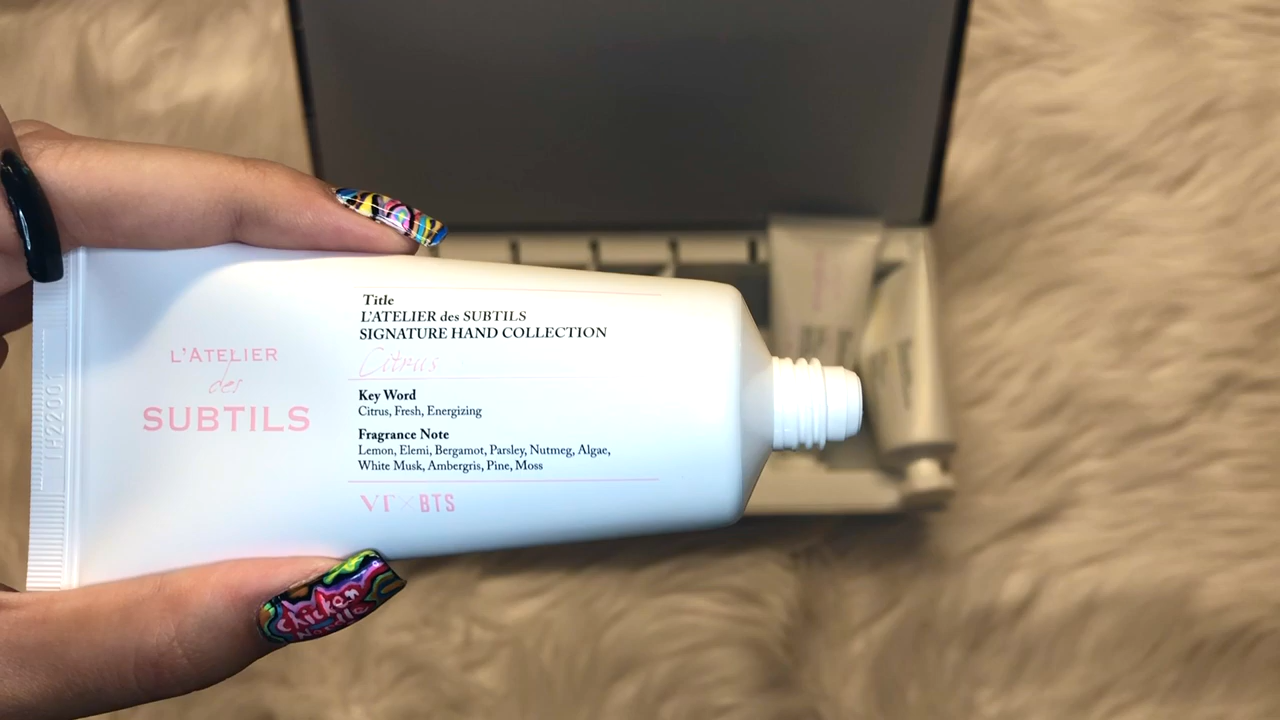 L'ATELIER
des
SUBTILS
Title
L'ATELIER des SUBTILS
SIGNATURE HAND COLLECTION
Citrus
Key Word
Citrus, Fresh, Energizing
Fragrance Note
Lemon, Elemi, Bergamot, Parsley, Nutmeg, Algae,
White Musk, Ambergris, Pine, Moss
VT×BTS
Chicken
Noodle